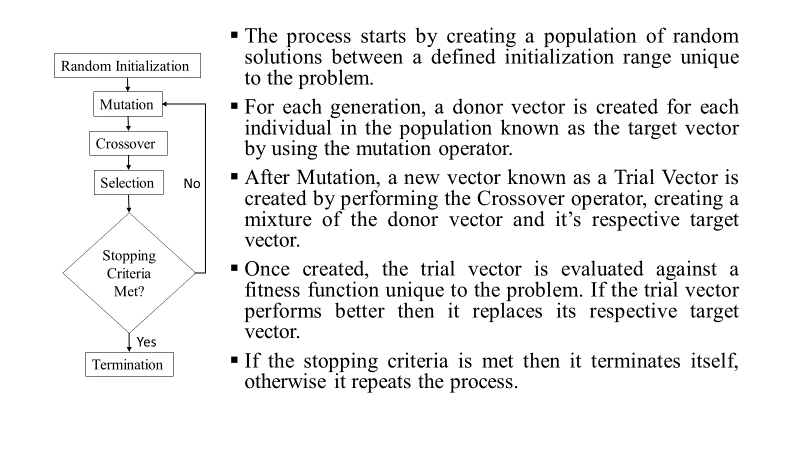 Random Initialization
Mutation
Crossover
Selection
No
Stopping
Criteria
Met?
Yes
Termination
▪ The process starts by creating a population of random
solutions between a defined initialization range unique
to the problem.
▪ For each generation, a donor vector is created for each
individual in the population known as the target vector
by using the mutation operator.
▪ After Mutation, a new vector known as a Trial Vector is
created by performing the Crossover operator, creating a
mixture of the donor vector and it’s respective target
vector.
▪ Once created, the trial vector is evaluated against a
fitness function unique to the problem. If the trial vector
performs better then it replaces its respective target
vector.
▪ If the stopping criteria is met then it terminates itself,
otherwise it repeats the process.